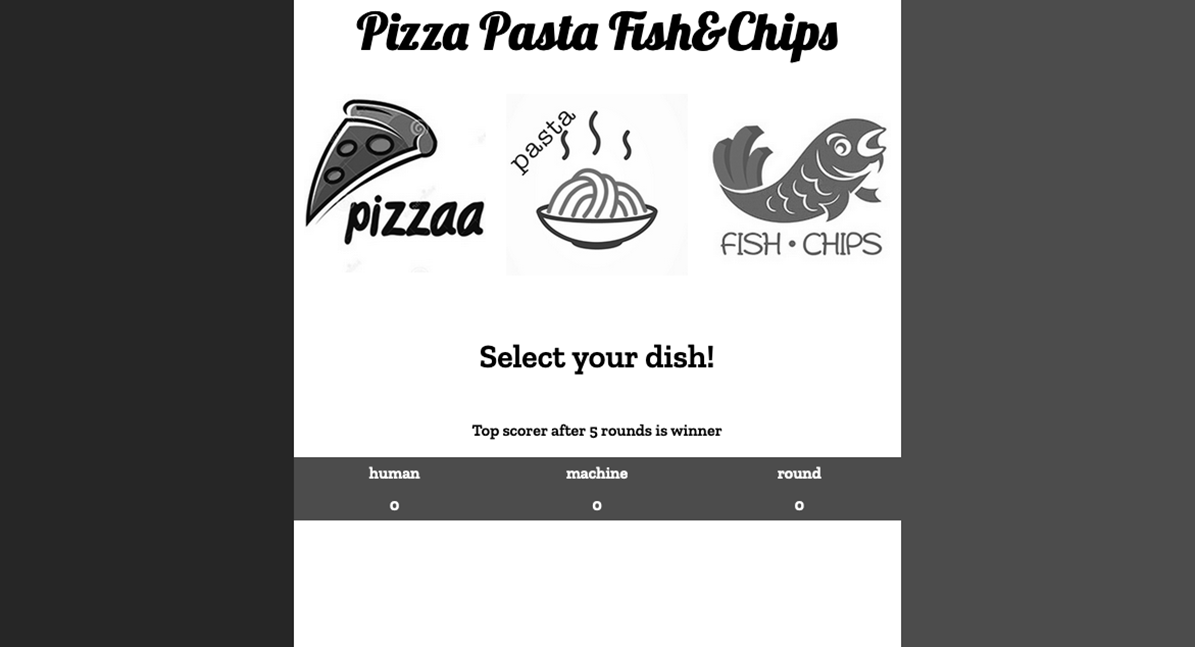 Pizza Pasta Fish&Chips
pizzaa
pasta
FISH • CHIPS
Select your dish!
Top scorer after 5 rounds is winner
human machine round
0 0 0